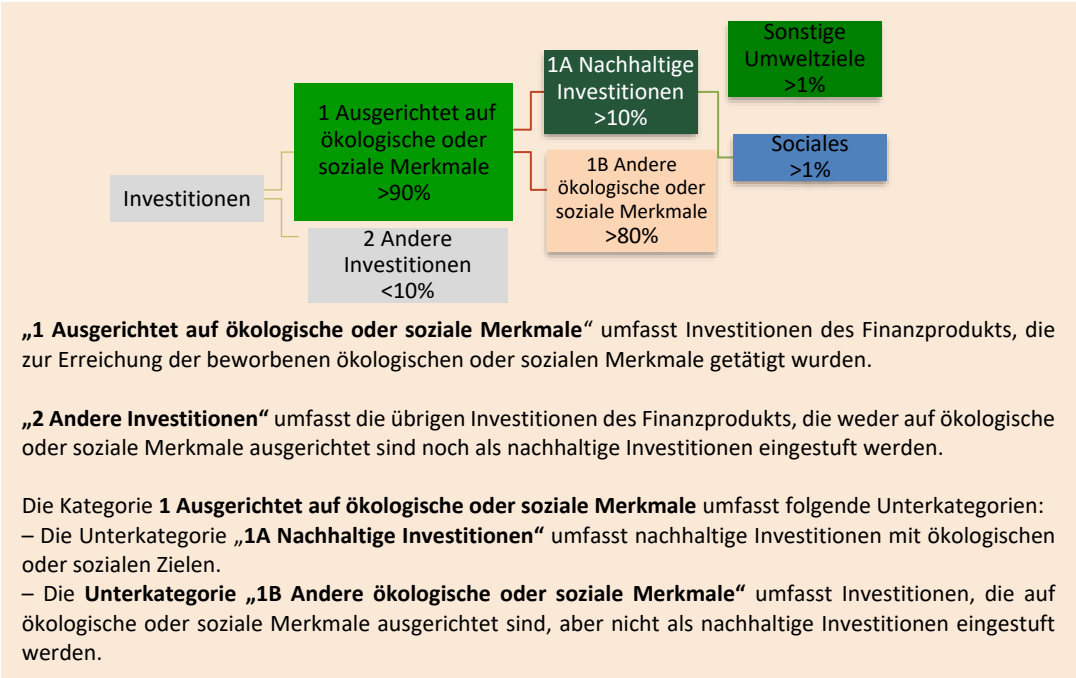 Investitionen
1 Ausgerichtet auf
ökologische oder
soziale Merkmale
>90%
2 Andere
Investitionen
<10%
1A Nachhaltige
Investitionen
>10%
1B Andere
ökologische oder
soziale Merkmale
>80%
Sonstige
Umweltziele
>1%
Sociales
>1%
„1 Ausgerichtet auf ökologische oder soziale Merkmale“ umfasst Investitionen des Finanzprodukts, die
zur Erreichung der beworbenen ökologischen oder sozialen Merkmale getätigt wurden.
„2 Andere Investitionen“ umfasst die übrigen Investitionen des Finanzprodukts, die weder auf ökologische
oder soziale Merkmale ausgerichtet sind noch als nachhaltige Investitionen eingestuft werden.
Die Kategorie 1 Ausgerichtet auf ökologische oder soziale Merkmale umfasst folgende Unterkategorien:
– Die Unterkategorie „1A Nachhaltige Investitionen“ umfasst nachhaltige Investitionen mit ökologischen
oder sozialen Zielen.
– Die Unterkategorie „1B Andere ökologische oder soziale Merkmale“ umfasst Investitionen, die auf
ökologische oder soziale Merkmale ausgerichtet sind, aber nicht als nachhaltige Investitionen eingestuft
werden.